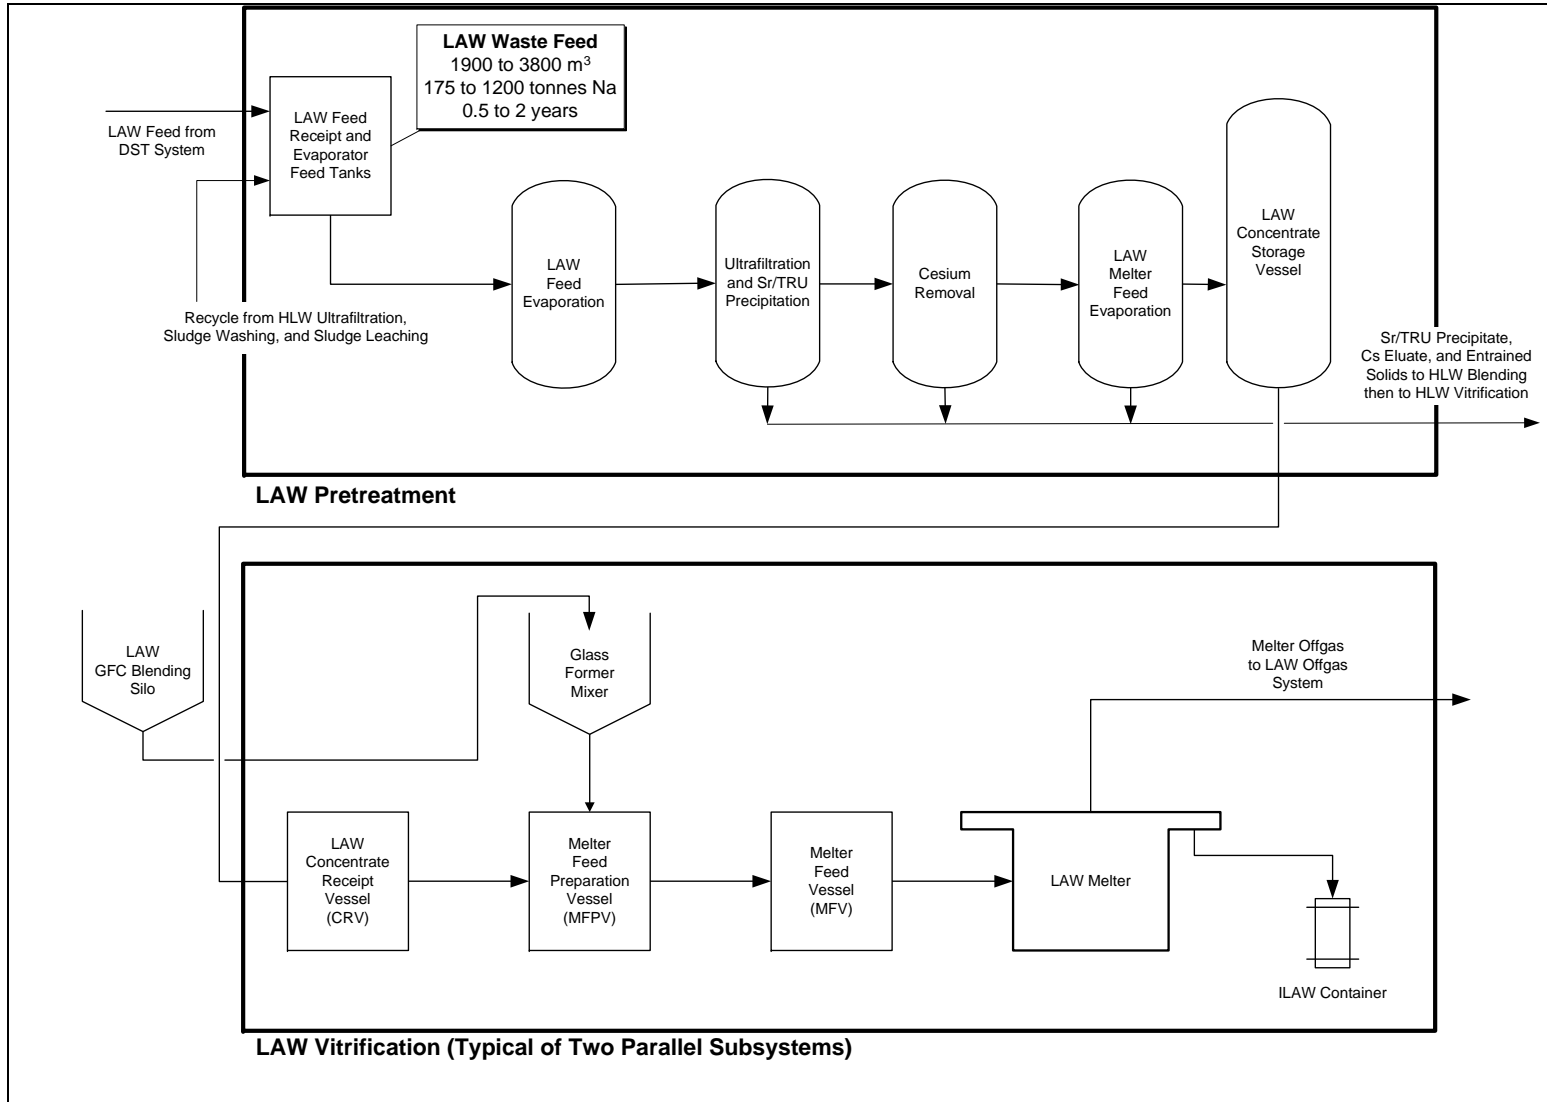 LAW Waste Feed
1900 to 3800 m³
175 to 1200 tonnes Na
0.5 to 2 years
LAW Feed
Receipt and
Evaporator
Feed Tanks
LAW Feed from
DST System
Recycle from HLW Ultrafiltration,
Sludge Washing, and Sludge Leaching
LAW
Feed
Evaporation
Ultrafiltration
and Sr/TRU
Precipitation
Cesium
Removal
LAW
Melter
Feed
Evaporation
LAW
Concentrate
Storage
Vessel
Sr/TRU Precipitate,
Cs Eluate, and Entrained
Solids to HLW Blending
then to HLW Vitrification
LAW Pretreatment
LAW
GFC Blending
Silo
Glass
Former
Mixer
Melter Offgas
to LAW Offgas
System
LAW
Concentrate
Receipt
Vessel
(CRV)
Melter
Feed
Preparation
Vessel
(MFPV)
Melter
Feed
Vessel
(MFV)
LAW Melter
ILAW Container
LAW Vitrification (Typical of Two Parallel Subsystems)